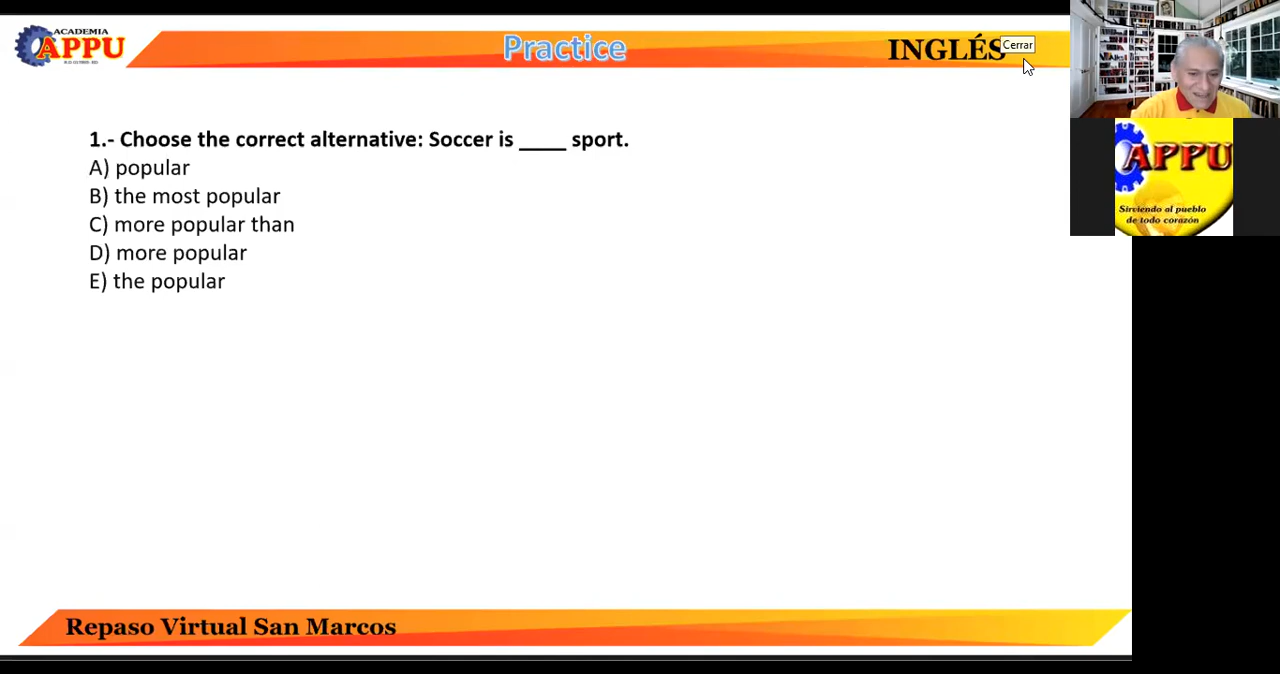 ACADEMIA
APPU
Practice
INGLÉS
Cerrar
1.- Choose the correct alternative: Soccer is ____ sport.
A) popular
B) the most popular
C) more popular than
D) more popular
E) the popular
APPU
Sirviendo al pueblo
de todo corazón
Repaso Virtual San Marcos